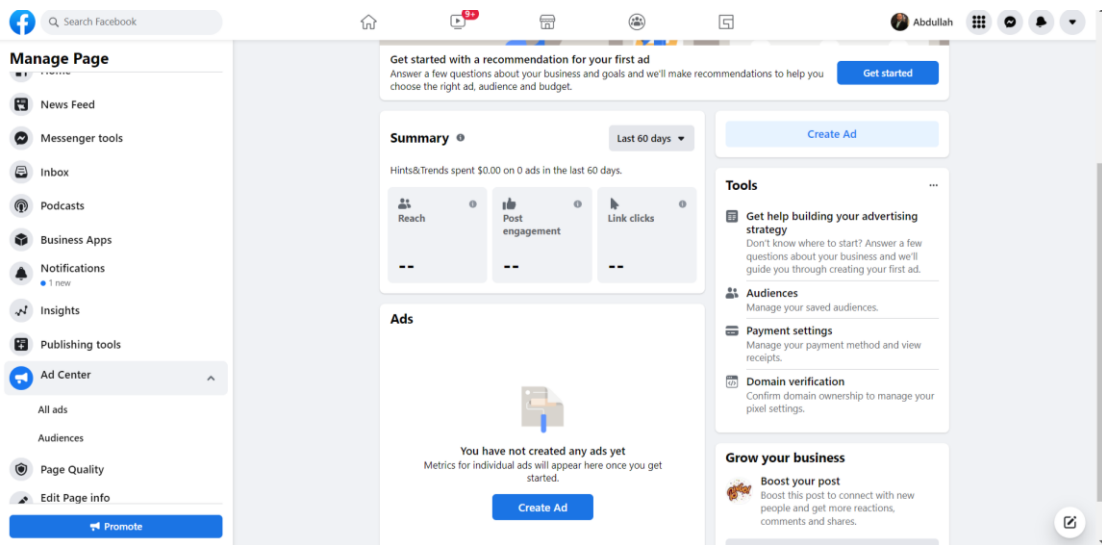 Search Facebook
9+
Abdullah
Manage Page
Home
News Feed
Messenger tools
Inbox
Podcasts
Business Apps
Notifications
1 new
Insights
Publishing tools
Ad Center
All ads
Audiences
Page Quality
Edit Page info
Promote
Get started with a recommendation for your first ad
Answer a few questions about your business and goals and we'll make recommendations to help you
choose the right ad, audience and budget.
Get started
Summary
Last 60 days
Hints&Trends spent $0.00 on 0 ads in the last 60 days.
Reach
--
Post
engagement
--
Link clicks
--
Ads
You have not created any ads yet
Metrics for individual ads will appear here once you get
started.
Create Ad
Create Ad
Tools
Get help building your advertising
strategy
Don't know where to start? Answer a few
questions about your business and we'll
guide you through creating your first ad.
Audiences
Manage your saved audiences.
Payment settings
Manage your payment method and view
receipts.
Domain verification
Confirm domain ownership to manage your
pixel settings.
Grow your business
Boost your post
Boost this post to connect with new
people and get more reactions,
comments and shares.